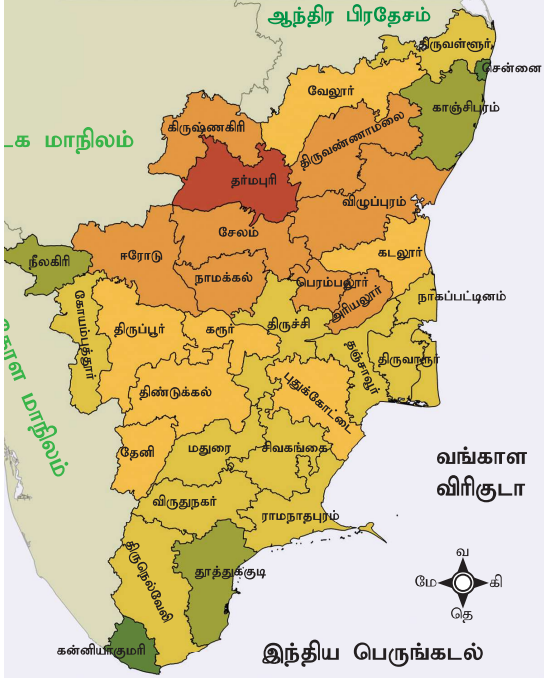 ஆந்திர பிரதேசம்
திருவள்ளூர்
சென்னை
வேலூர்
காஞ்சிபுரம்
கிருஷ்ணகிரி
திருவண்ணாமலை
டக மாநிலம்
தர்மபுரி
விழுப்புரம்
சேலம்
கடலூர்
நீலகிரி
ஈரோடு
நாமக்கல்
பெரம்பலூர்
அரியலூர்
நாகப்பட்டினம்
கோயம்புத்தூர்
திருப்பூர்
கரூர்
திருச்சி
தஞ்சாவூர்
திருவாரூர்
ரள மாநிலம்
திண்டுக்கல்
புதுக்கோட்டை
தேனி
மதுரை
சிவகங்கை
வங்காள
விரிகுடா
விருதுநகர்
ராமநாதபுரம்
திருநெல்வேலி
தூத்துக்குடி
வ
மே
கி
தெ
கன்னியாகுமரி
இந்திய பெருங்கடல்